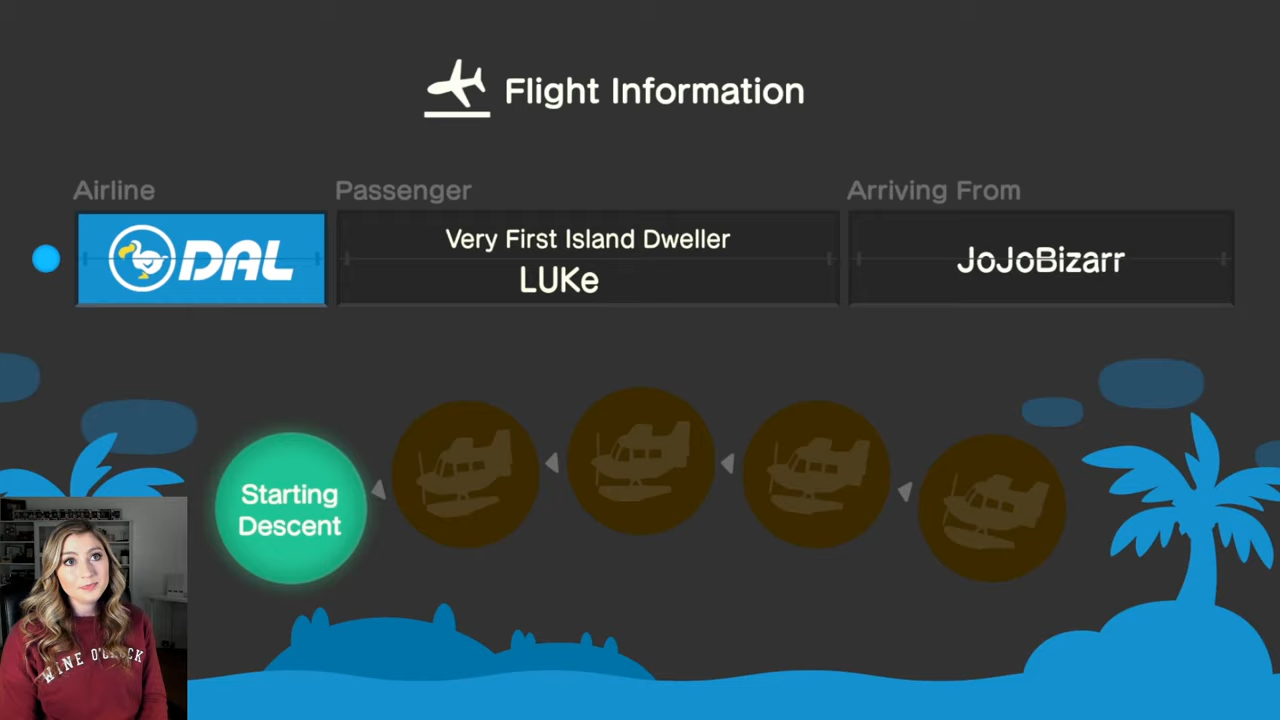 Flight Information
Airline
Passenger
Arriving From
DAL
Very First Island Dweller
LUKe
JoJoBizarr
Starting
Descent
WINE O'CLOCK